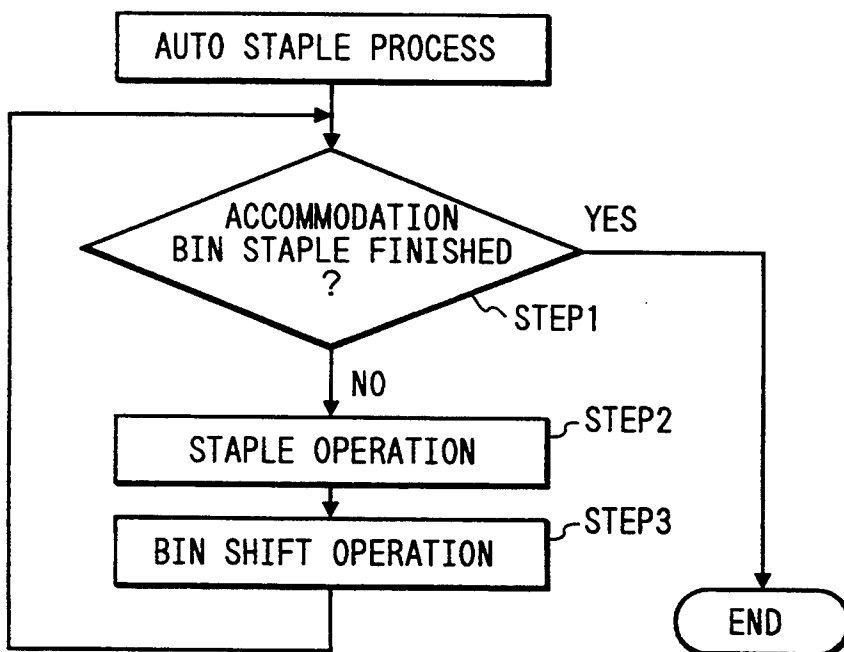 AUTO STAPLE PROCESS
ACCOMMODATION
BIN STAPLE FINISHED
?
YES
STEP1
NO
STEP2
STAPLE OPERATION
STEP3
BIN SHIFT OPERATION
END